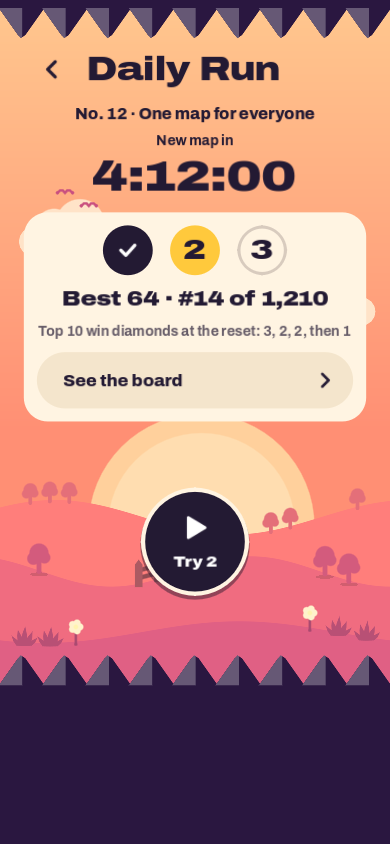 Daily Run
No. 12 · One map for everyone
New map in
4:12:00
2 3
Best 64 · #14 of 1,210
Top 10 win diamonds at the reset: 3, 2, 2, then 1
See the board
Try 2